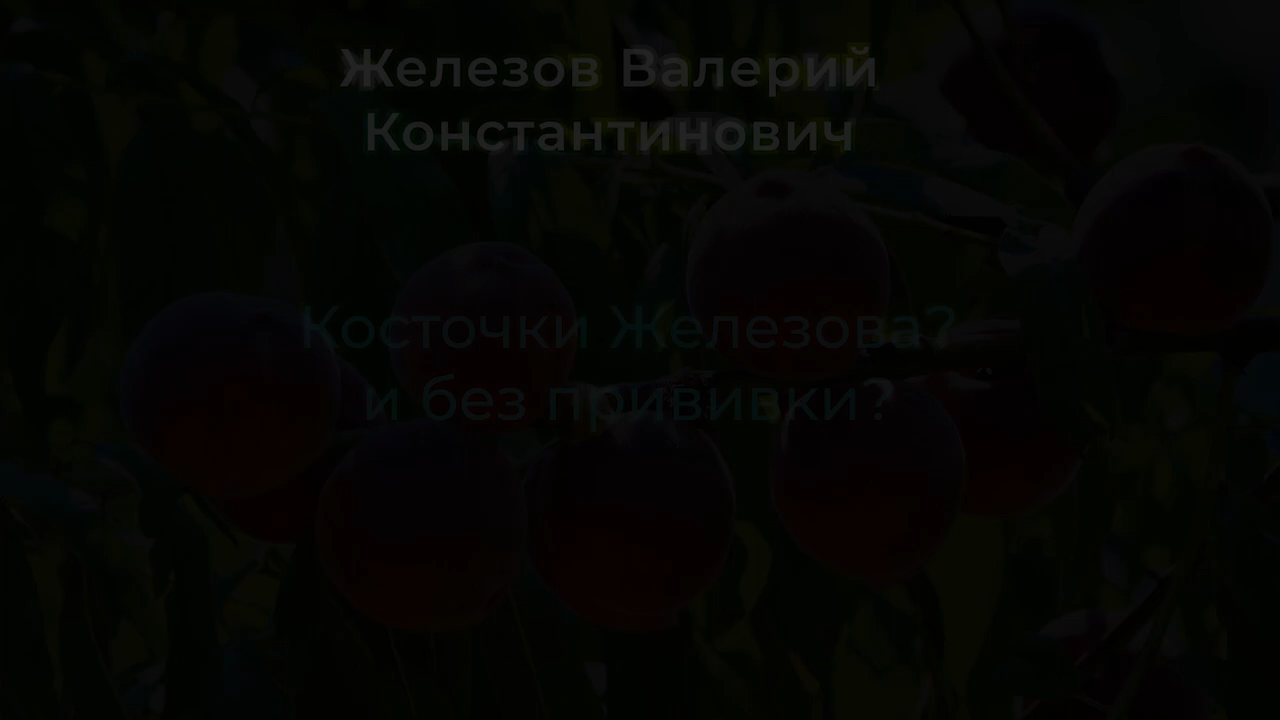 Железов Валерий
Константинович
Косточки Железова?
и без прививки?